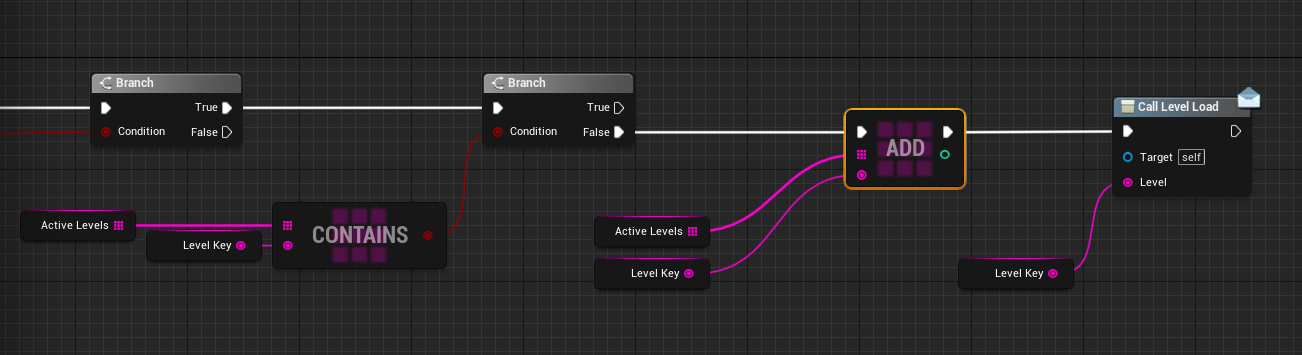 Branch
True
Condition
False
Branch
True
Condition
False
ADD
Call Level Load
Target self
Level
Active Levels
Level Key
CONTAINS
Active Levels
Level Key
Level Key